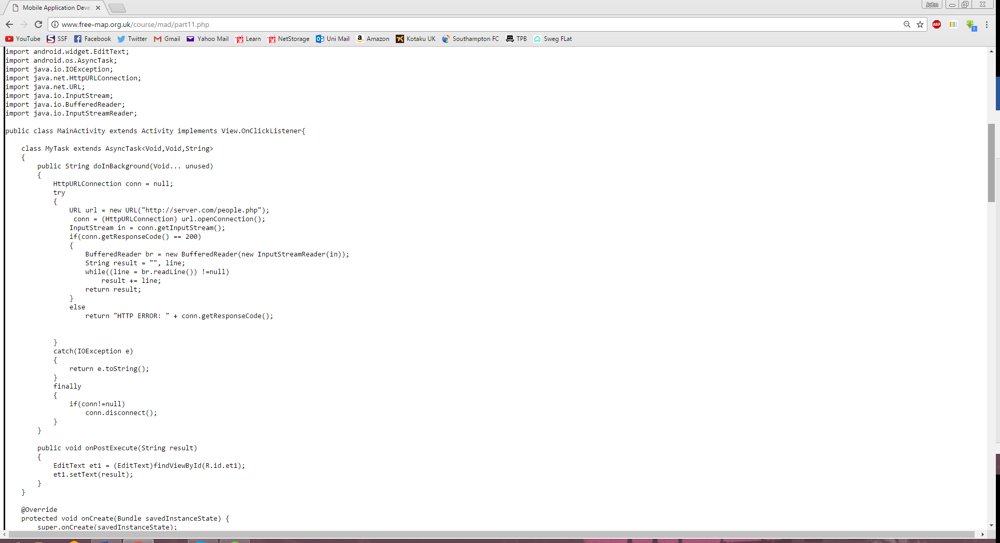 Mobile Application Deve
John
www.free-map.org.uk/course/mad/part11.php
ABP
YouTube SSF Facebook Twitter Gmail Yahoo Mail Learn NetStorage Uni Mail Amazon Kotaku UK Southampton FC TPB Sweg FLat
import android.widget.EditText;
import android.os.AsyncTask;
import java.io.IOException;
import java.net.HttpURLConnection;
import java.net.URL;
import java.io.InputStream;
import java.io.BufferedReader;
import java.io.InputStreamReader;
public class MainActivity extends Activity implements View.OnClickListener{
class MyTask extends AsyncTask<Void,Void,String>
{
public String doInBackground(Void... unused)
{
HttpURLConnection conn = null;
try
{
URL url = new URL("http://server.com/people.php");
conn = (HttpURLConnection) url.openConnection();
InputStream in = conn.getInputStream();
if(conn.getResponseCode() == 200)
{
BufferedReader br = new BufferedReader(new InputStreamReader(in));
String result = "", line;
while((line = br.readLine()) !=null)
result += line;
return result;
}
else
return "HTTP ERROR: " + conn.getResponseCode();
}
catch(IOException e)
{
return e.toString();
}
finally
{
if(conn!=null)
conn.disconnect();
}
}
public void onPostExecute(String result)
{
EditText et1 = (EditText)findViewById(R.id.et1);
et1.setText(result);
}
}
@Override
protected void onCreate(Bundle savedInstanceState) {
super.onCreate(savedInstanceState);